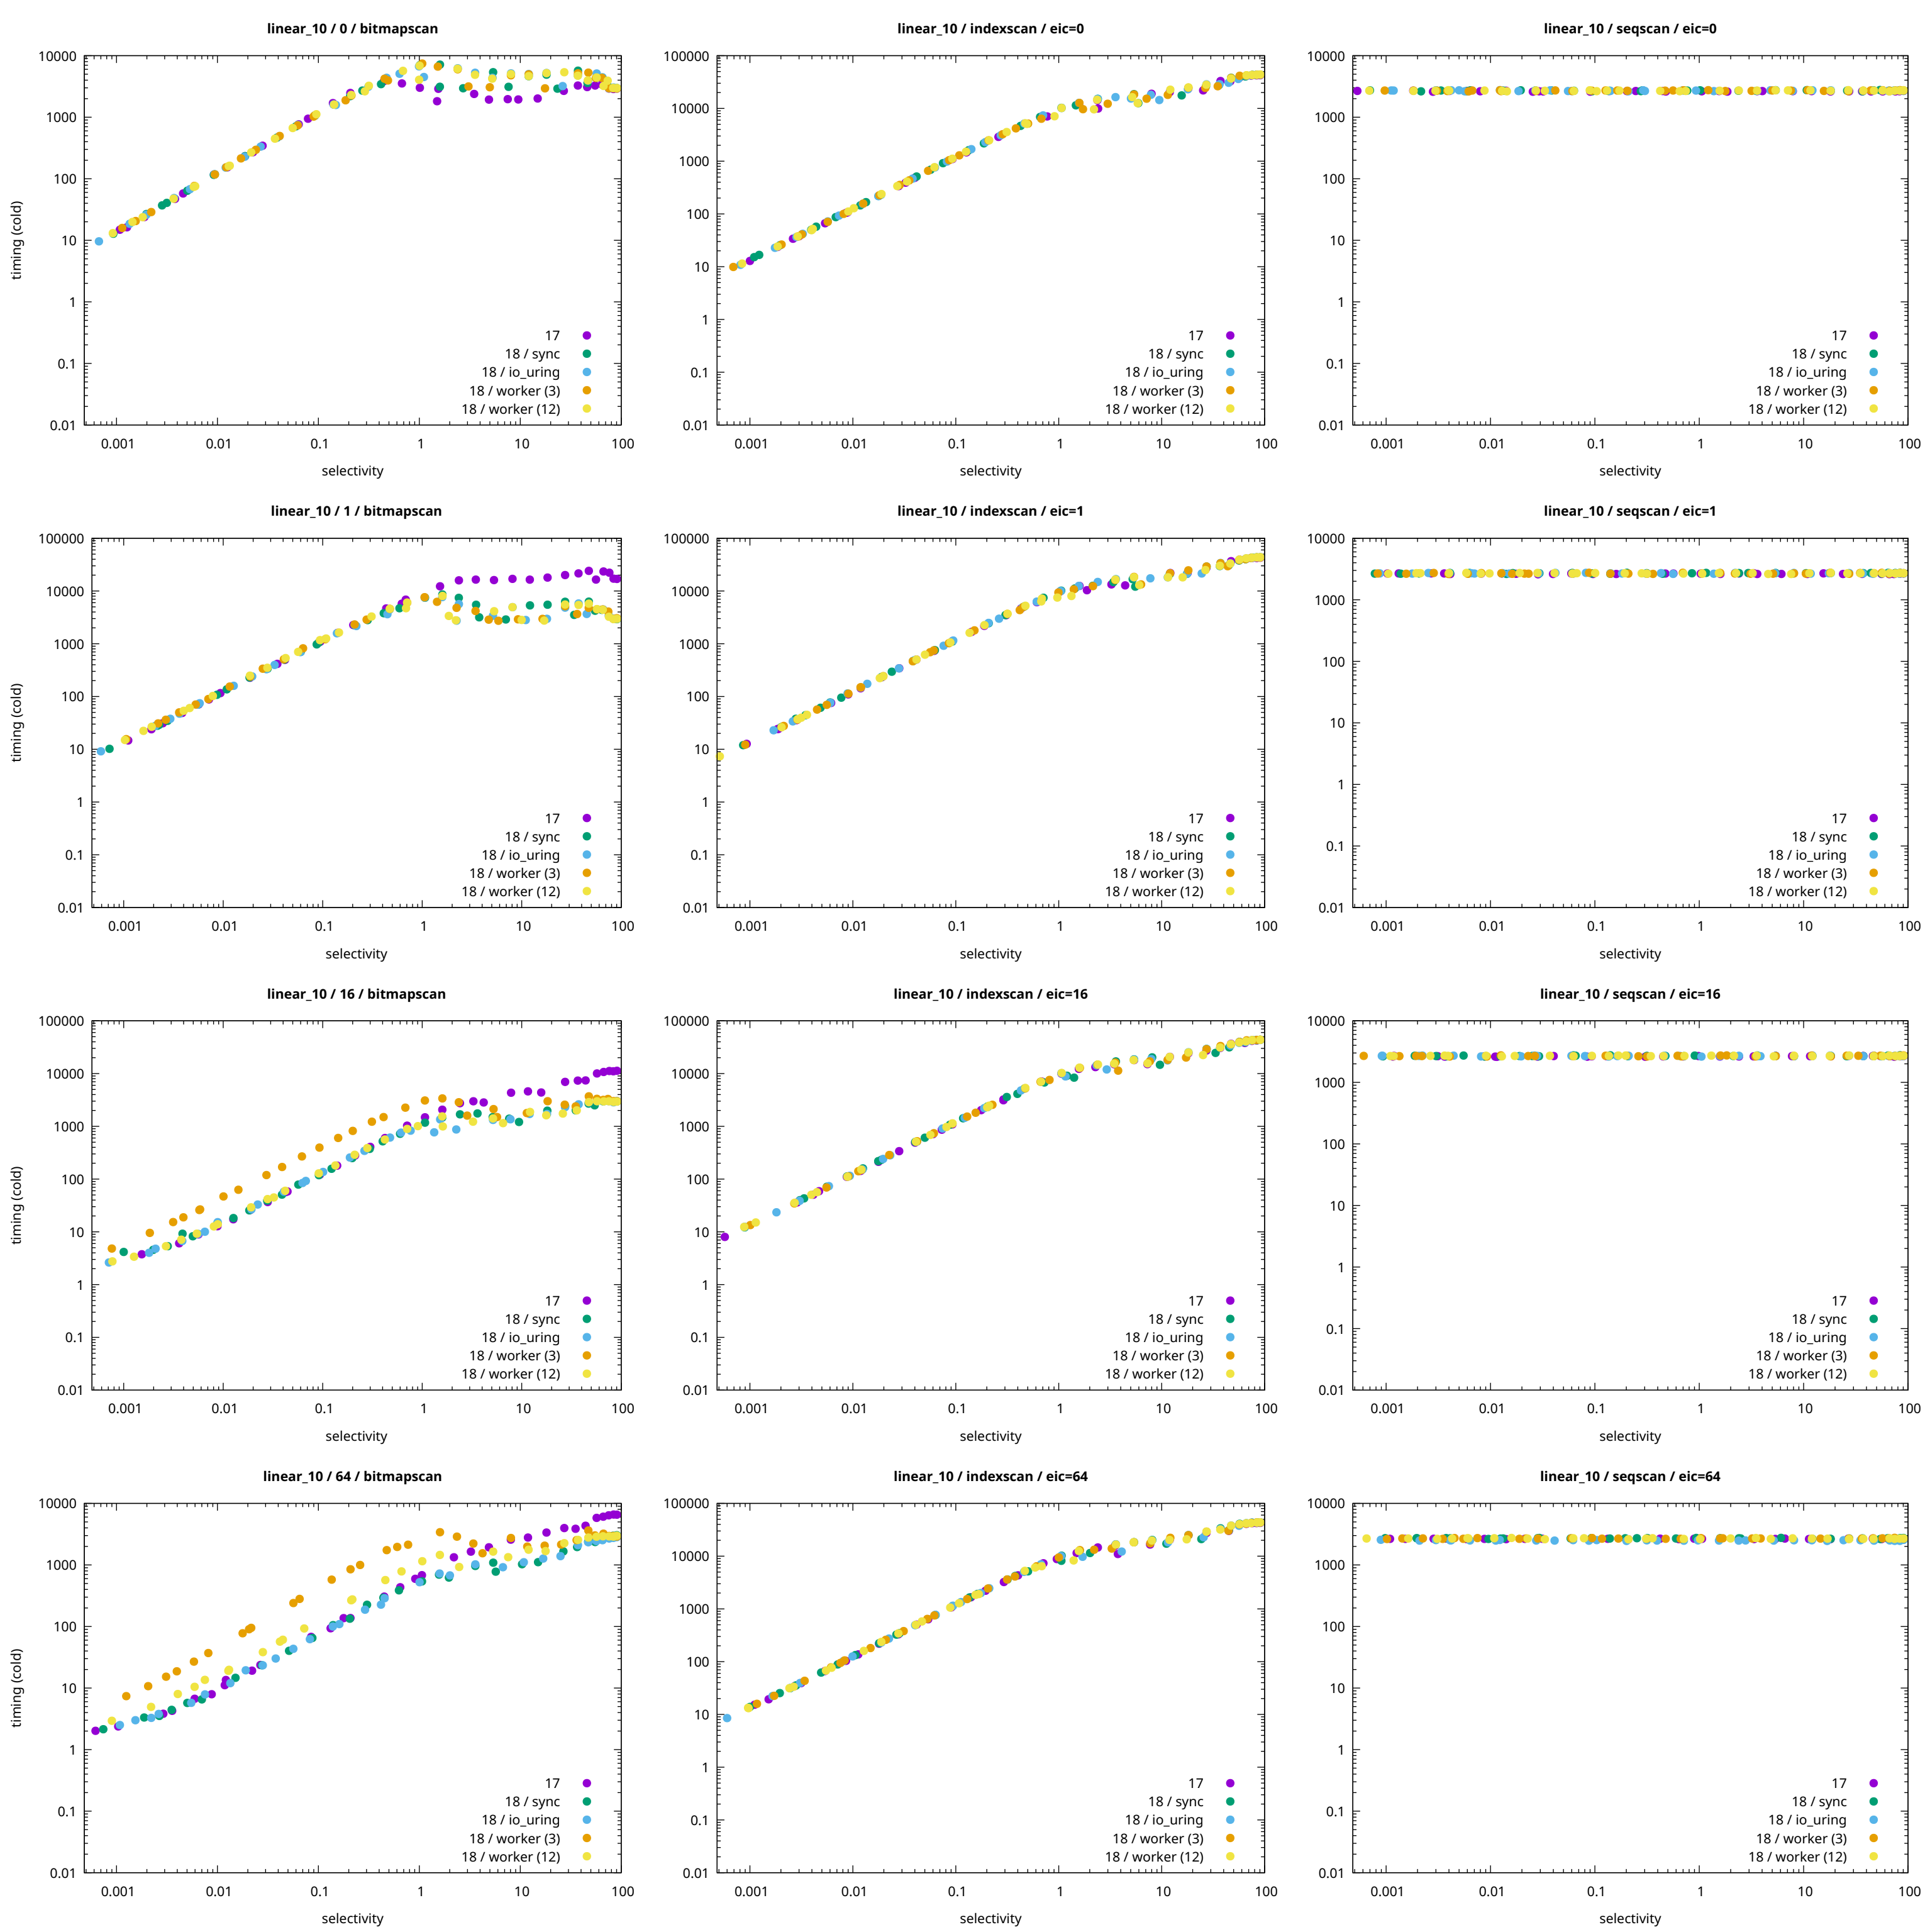 linear_10 / 0 / bitmapscan
10000
1000
100
10
1
0.1
0.01
timing (cold)
17
18 / sync
18 / io_uring
18 / worker (3)
18 / worker (12)
0.001 0.01 0.1 1 10 100
selectivity
linear_10 / indexscan / eic=0
100000
10000
1000
100
10
1
0.1
0.01
17
18 / sync
18 / io_uring
18 / worker (3)
18 / worker (12)
0.001 0.01 0.1 1 10 100
selectivity
linear_10 / seqscan / eic=0
10000
1000
100
10
1
0.1
0.01
17
18 / sync
18 / io_uring
18 / worker (3)
18 / worker (12)
0.001 0.01 0.1 1 10 100
selectivity
linear_10 / 1 / bitmapscan
100000
10000
1000
100
10
1
0.1
0.01
timing (cold)
17
18 / sync
18 / io_uring
18 / worker (3)
18 / worker (12)
0.001 0.01 0.1 1 10 100
selectivity
linear_10 / indexscan / eic=1
100000
10000
1000
100
10
1
0.1
0.01
17
18 / sync
18 / io_uring
18 / worker (3)
18 / worker (12)
0.001 0.01 0.1 1 10 100
selectivity
linear_10 / seqscan / eic=1
10000
1000
100
10
1
0.1
0.01
17
18 / sync
18 / io_uring
18 / worker (3)
18 / worker (12)
0.001 0.01 0.1 1 10 100
selectivity
linear_10 / 16 / bitmapscan
100000
10000
1000
100
10
1
0.1
0.01
timing (cold)
17
18 / sync
18 / io_uring
18 / worker (3)
18 / worker (12)
0.001 0.01 0.1 1 10 100
selectivity
linear_10 / indexscan / eic=16
100000
10000
1000
100
10
1
0.1
0.01
17
18 / sync
18 / io_uring
18 / worker (3)
18 / worker (12)
0.001 0.01 0.1 1 10 100
selectivity
linear_10 / seqscan / eic=16
10000
1000
100
10
1
0.1
0.01
17
18 / sync
18 / io_uring
18 / worker (3)
18 / worker (12)
0.001 0.01 0.1 1 10 100
selectivity
linear_10 / 64 / bitmapscan
10000
1000
100
10
1
0.1
0.01
timing (cold)
17
18 / sync
18 / io_uring
18 / worker (3)
18 / worker (12)
0.001 0.01 0.1 1 10 100
selectivity
linear_10 / indexscan / eic=64
100000
10000
1000
100
10
1
0.1
0.01
17
18 / sync
18 / io_uring
18 / worker (3)
18 / worker (12)
0.001 0.01 0.1 1 10 100
selectivity
linear_10 / seqscan / eic=64
10000
1000
100
10
1
0.1
0.01
17
18 / sync
18 / io_uring
18 / worker (3)
18 / worker (12)
0.001 0.01 0.1 1 10 100
selectivity